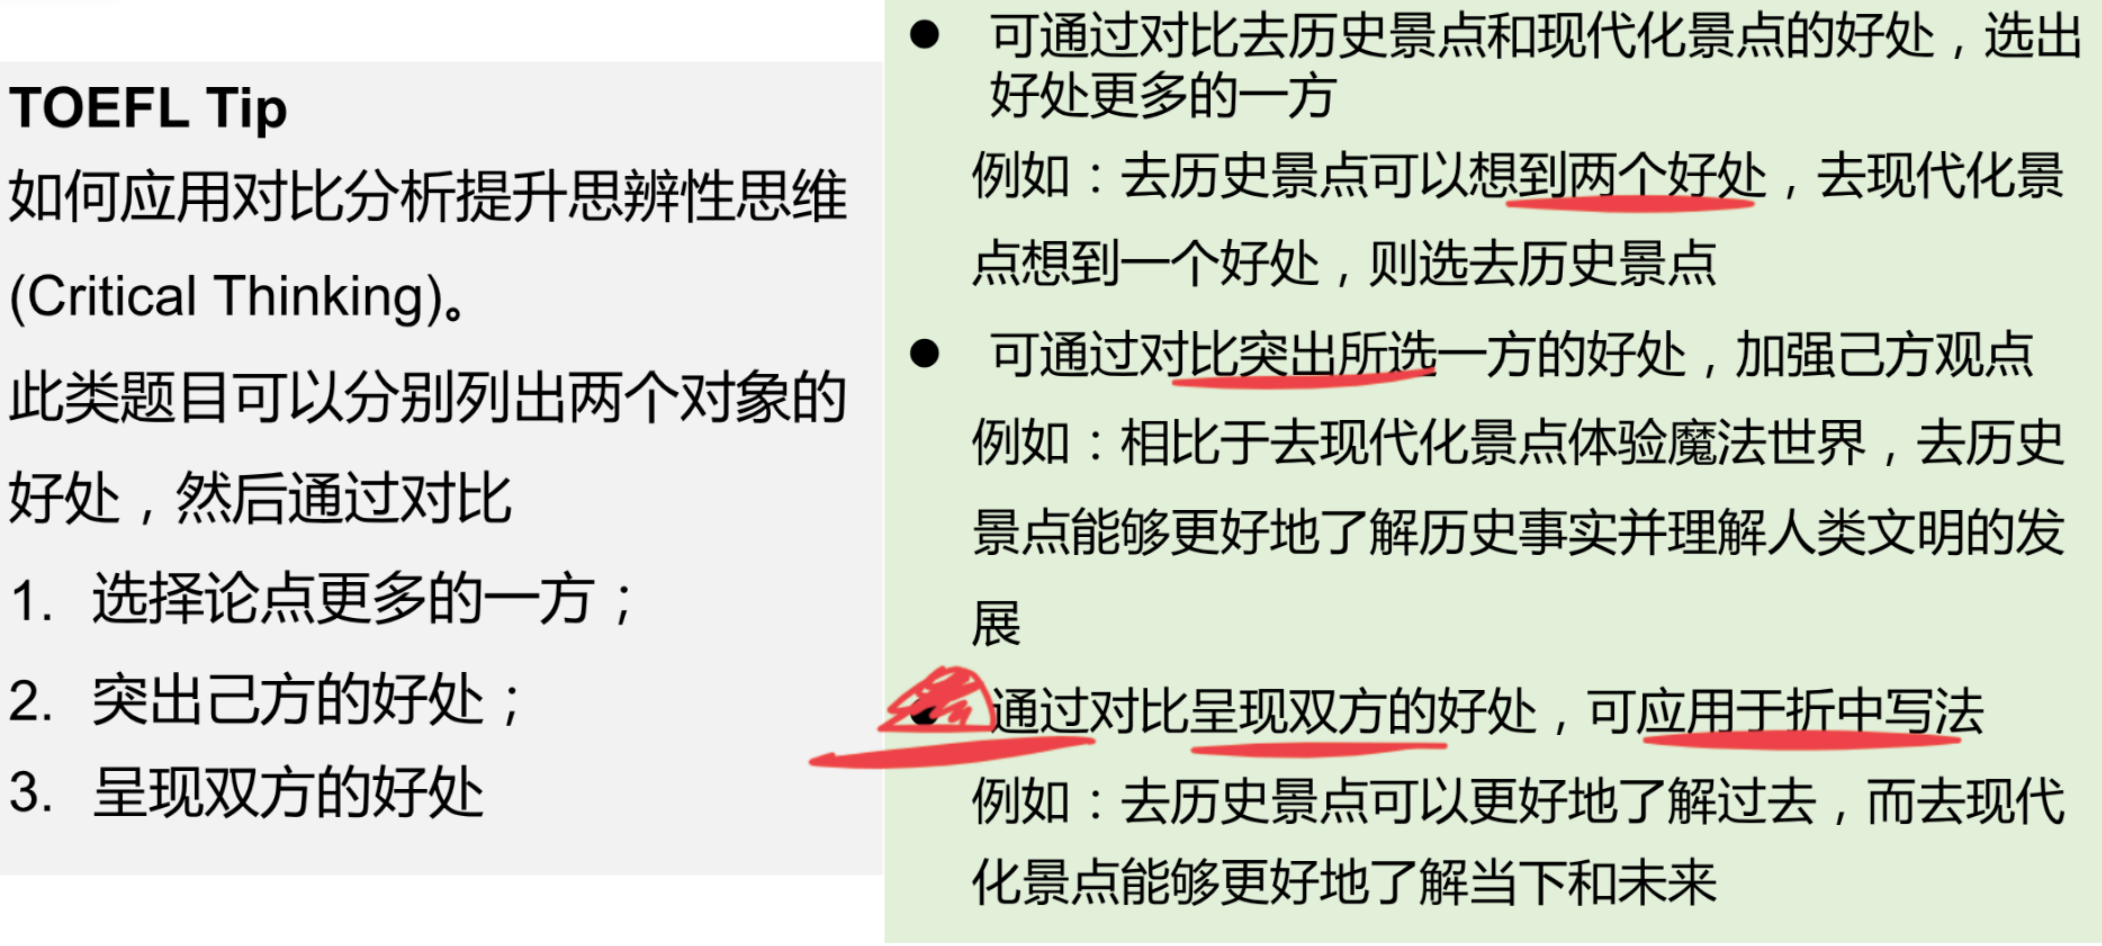 TOEFL Tip
如何应用对比分析提升思辨性思维
(Critical Thinking)。
此类题目可以分别列出两个对象的
好处，然后通过对比
1. 选择论点更多的一方；
2. 突出己方的好处；
3. 呈现双方的好处
● 可通过对比去历史景点和现代化景点的好处，选出
好处更多的一方
例如：去历史景点可以想到两个好处，去现代化景
点想到一个好处，则选去历史景点
● 可通过对比突出所选一方的好处，加强己方观点
例如：相比于去现代化景点体验魔法世界，去历史
景点能够更好地了解历史事实并理解人类文明的发
展
● 通过对比呈现双方的好处，可应用于折中写法
例如：去历史景点可以更好地了解过去，而去现代
化景点能够更好地了解当下和未来